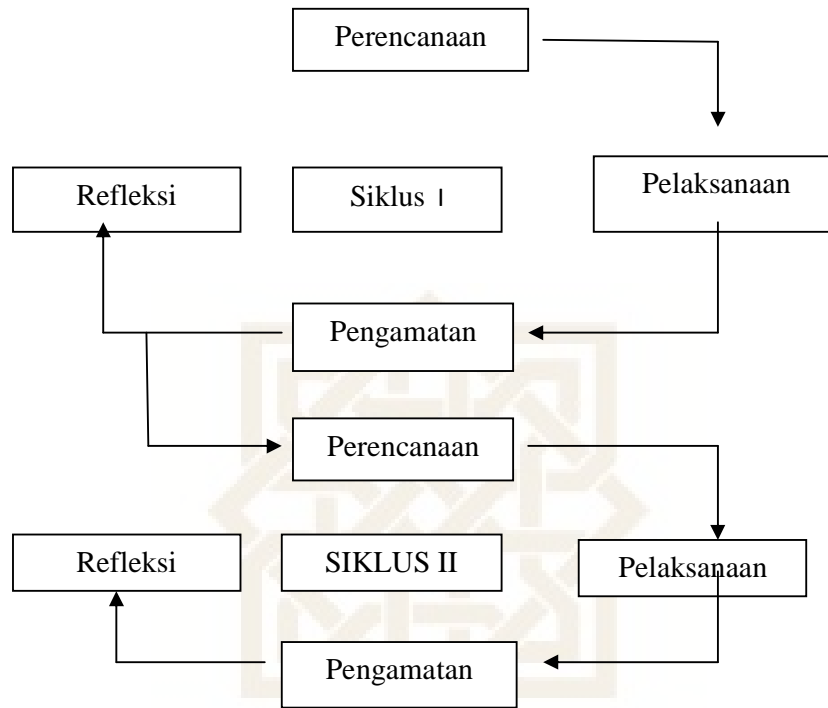 Perencanaan
Refleksi
Siklus I
Pelaksanaan
Pengamatan
Perencanaan
Refleksi
SIKLUS II
Pelaksanaan
Pengamatan